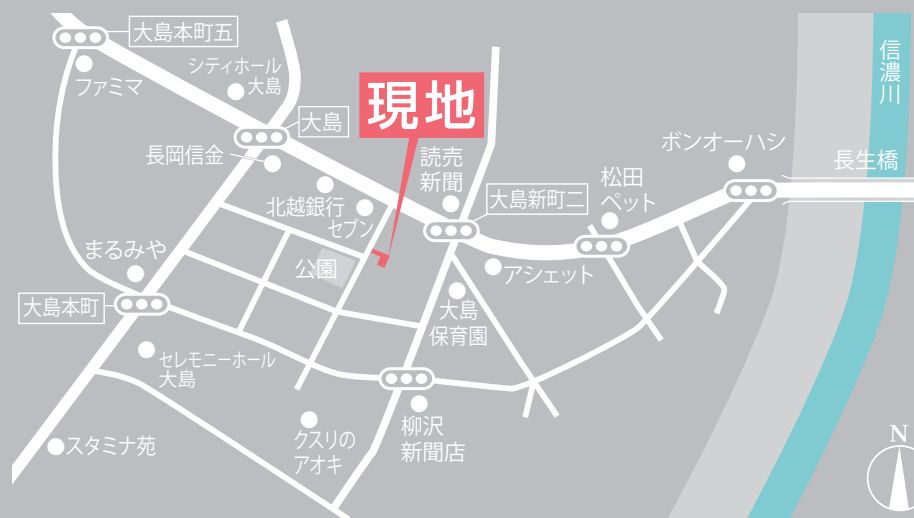 大島本町五
ファミマ
シティホール
大島
大島
長岡信金
現地
読売
新聞
北越銀行
セブン
大島新町二
松田
ペット
ボンオーハシ
信濃川
長生橋
まるみや
公園
アシェット
大島本町
大島
保育園
セレモニーホール
大島
スタミナ苑
クスリの
アオキ
柳沢
新聞店
N